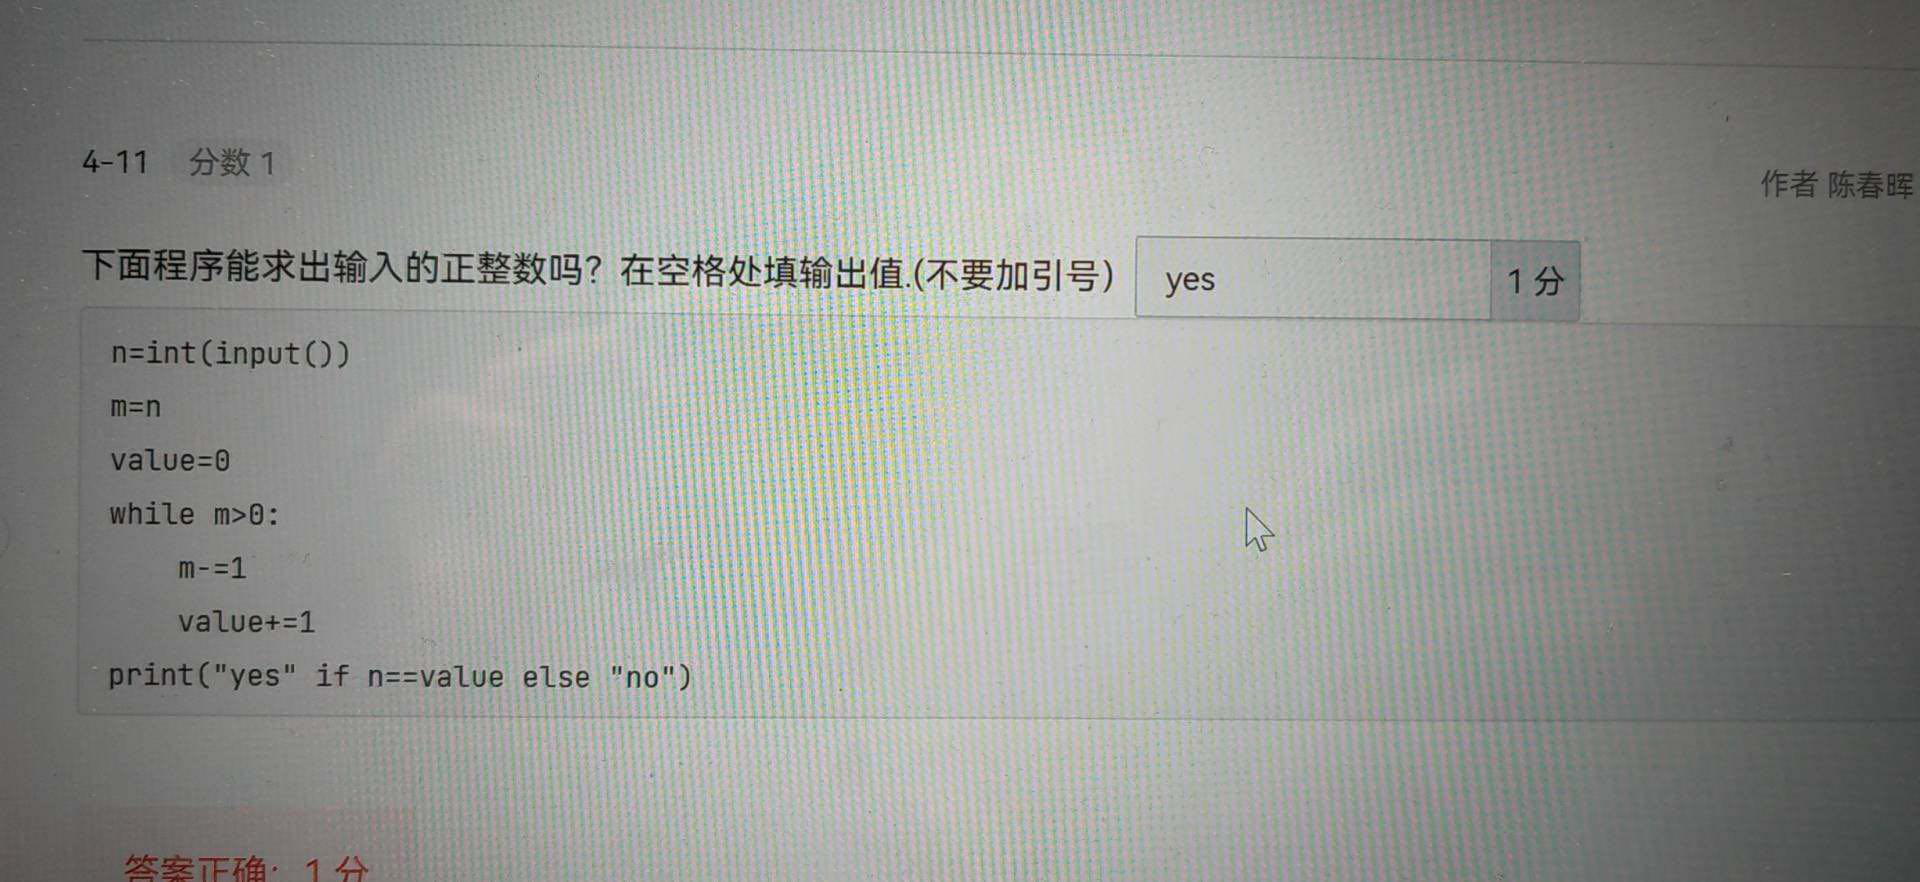 4-11 分数 1
作者 陈春晖
下面程序能求出输入的正整数吗？在空格处填输出值.(不要加引号） yes 1 分
n=int(input())
m=n
value=0
while m>0:
    m-=1
    value+=1
print("yes" if n==value else "no")
答案正确：1 分